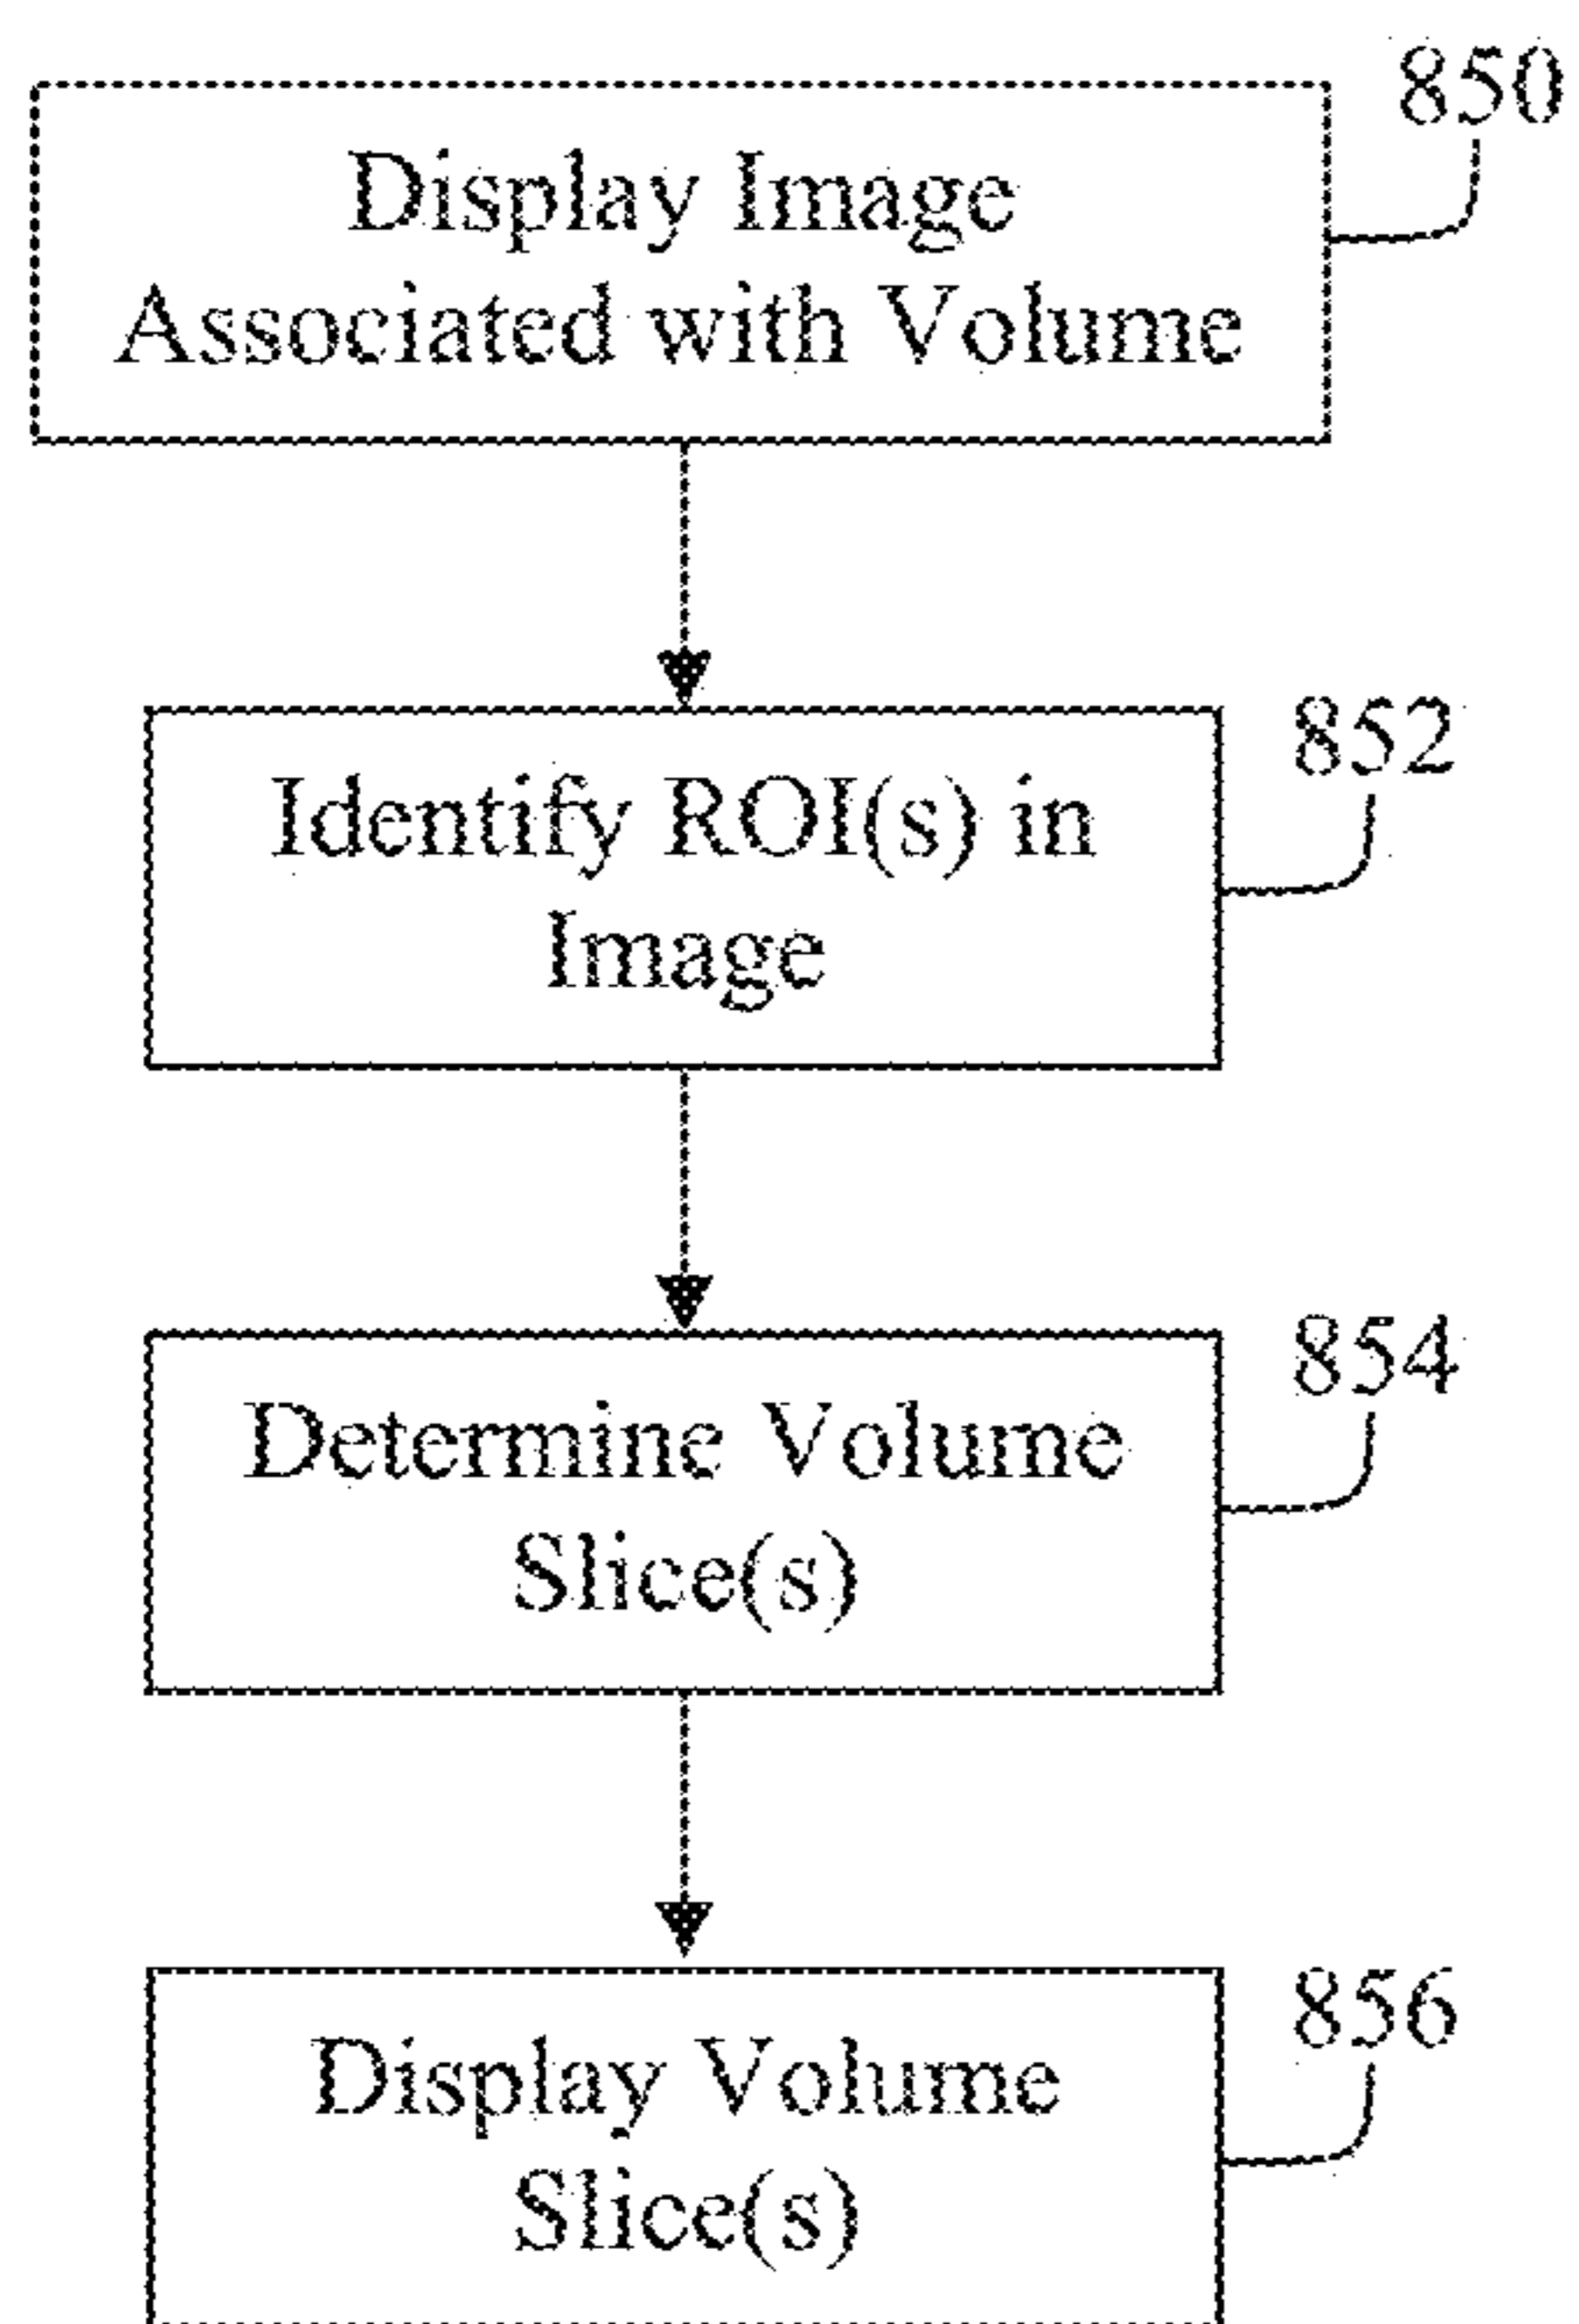 850
Display Image
Associated with Volume
852
Identify ROI(s) in
Image
854
Determine Volume
Slice(s)
856
Display Volume
Slice(s)